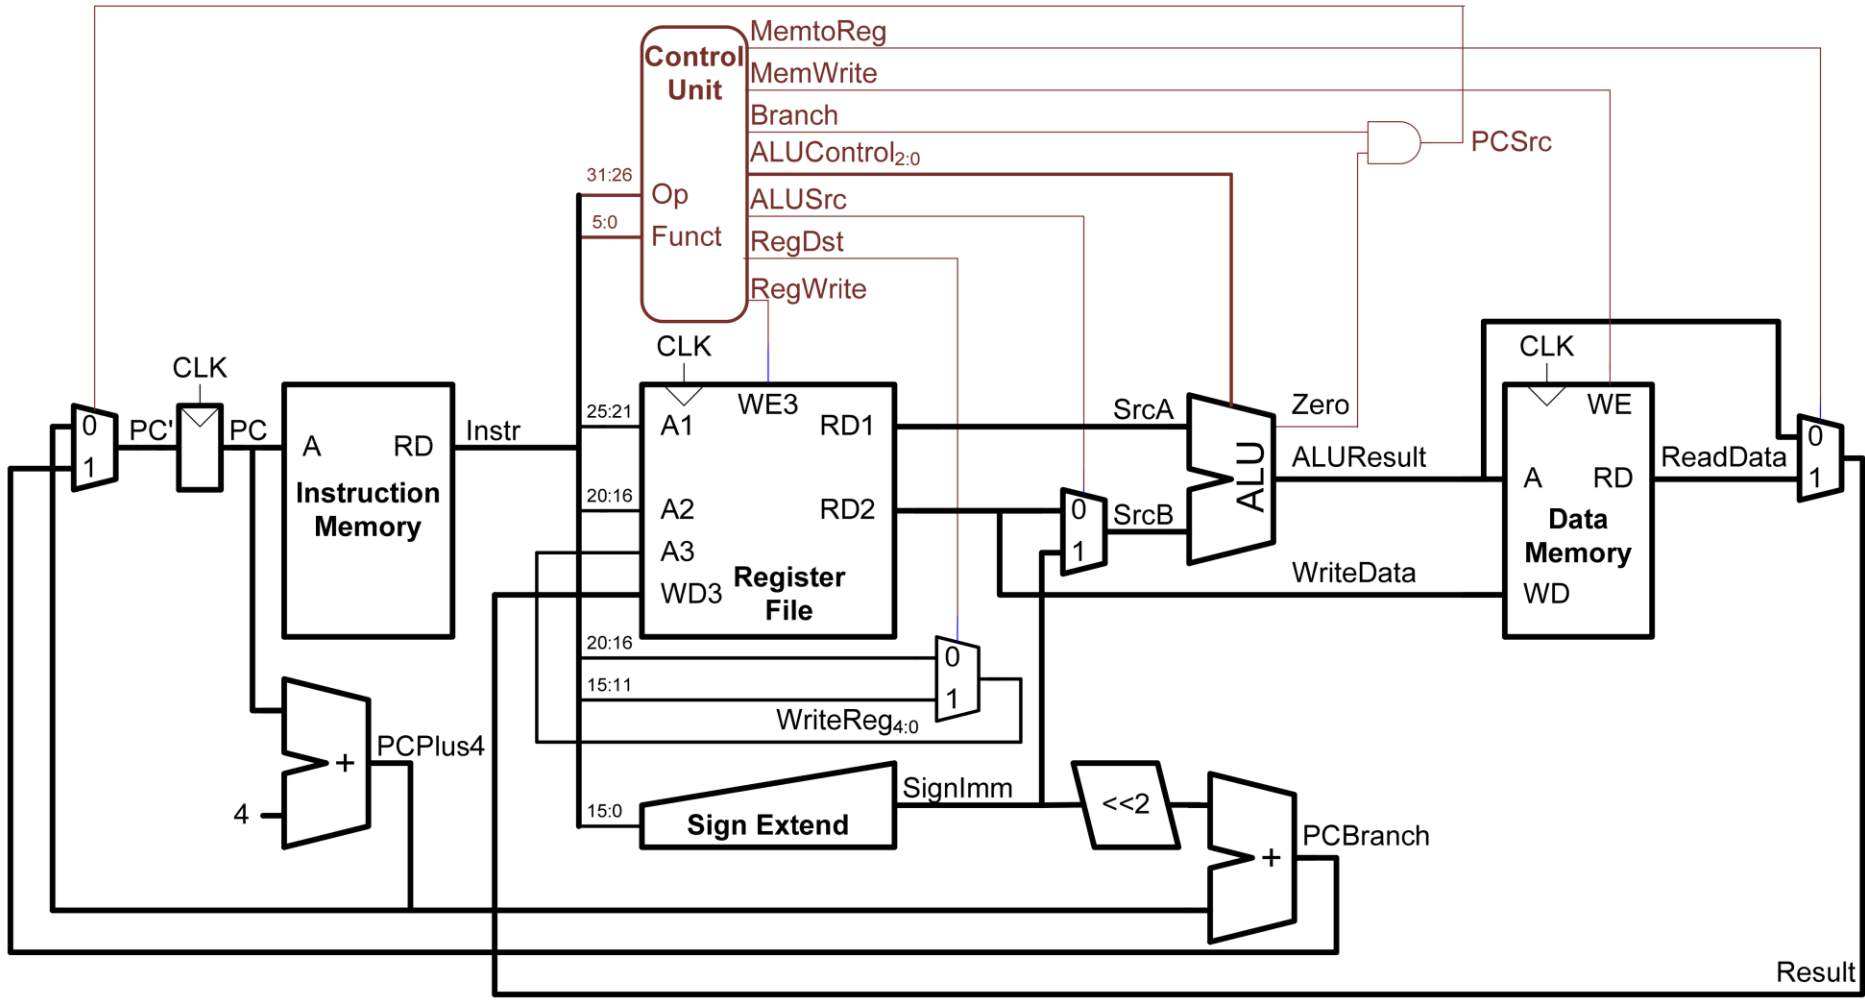 MemtoReg
Control
Unit
MemWrite
Branch
PCSrc
ALUControl2:0
31:26
Op
ALUSrc
5:0
Funct
RegDst
RegWrite
CLK
CLK
CLK
0
1
PC'
PC
A
RD
Instruction
Memory
Instr
25:21
A1
WE3
RD1
SrcA
20:16
A2
RD2
A3
WD3
Register
File
0
1
SrcB
ALU
Zero
ALUResult
WriteData
WE
A
RD
Data
Memory
WD
ReadData
0
1
20:16
0
15:11
1
WriteReg4:0
PCPlus4
+
4
15:0
Sign Extend
SignImm
<<2
+
PCBranch
Result